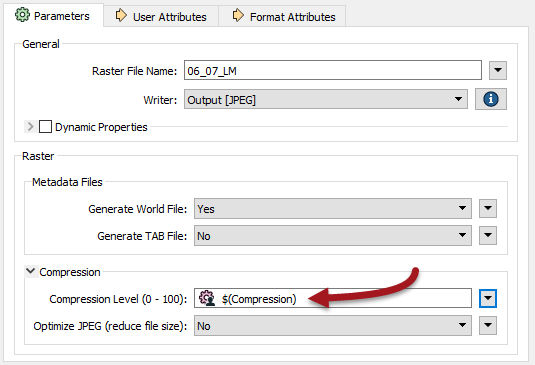 Parameters User Attributes Format Attributes
General
Raster File Name: 06_07_LM
Writer: Output [JPEG]
Dynamic Properties
Raster
Metadata Files
Generate World File: Yes
Generate TAB File: No
Compression
Compression Level (0 - 100): $(Compression)
Optimize JPEG (reduce file size): No